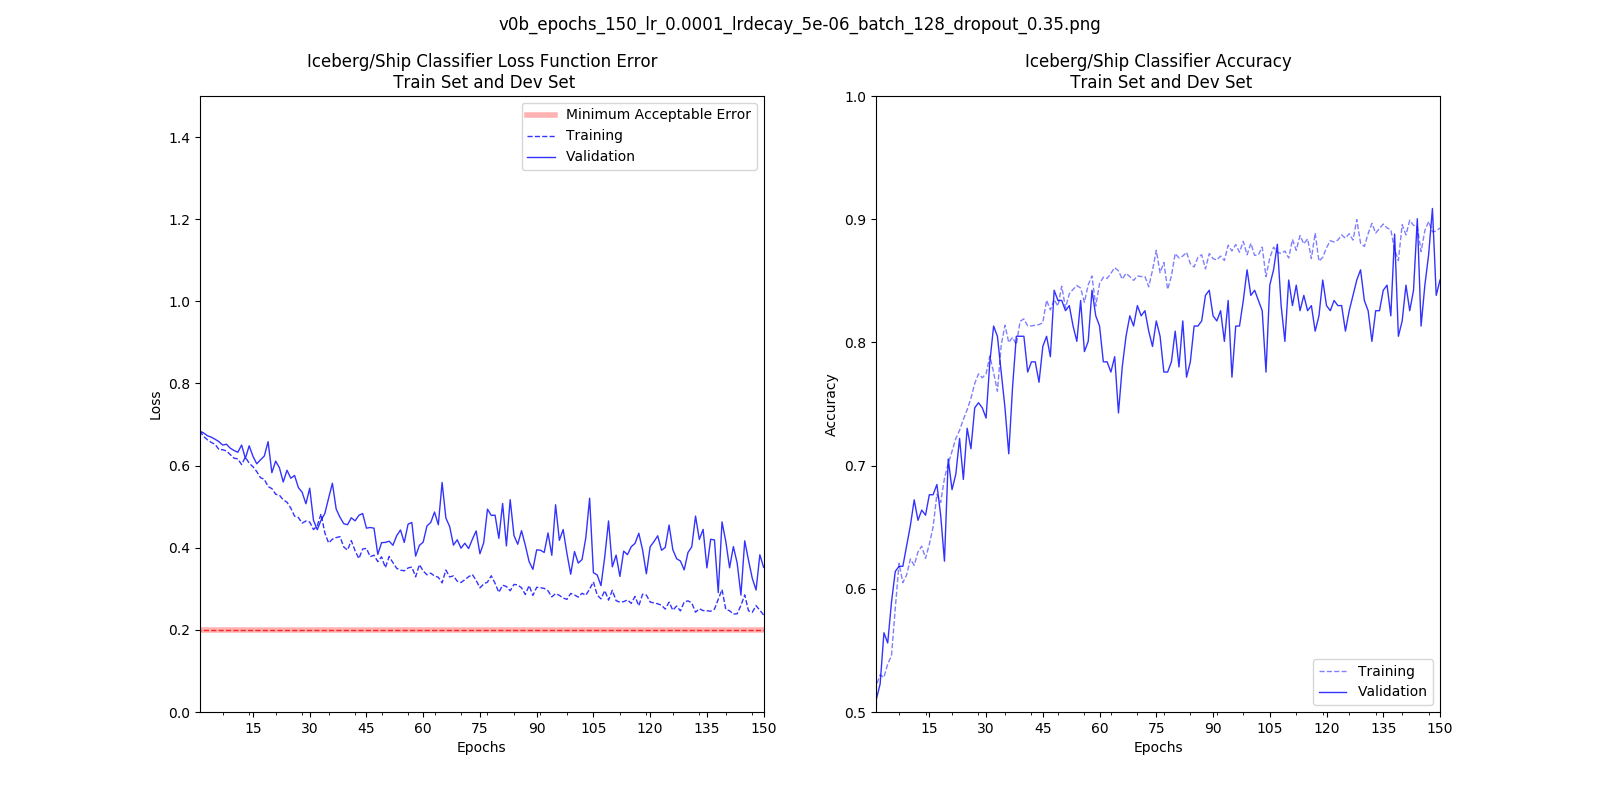 v0b_epochs_150_lr_0.0001_lrdecay_5e-06_batch_128_dropout_0.35.png
Iceberg/Ship Classifier Loss Function Error
Train Set and Dev Set
1.4
1.2
1.0
0.8
0.6
0.4
0.2
0.0
Loss
Minimum Acceptable Error
Training
Validation
15 30 45 60 75 90 105 120 135 150
Epochs
Iceberg/Ship Classifier Accuracy
Train Set and Dev Set
1.0
0.9
0.8
0.7
0.6
0.5
Accuracy
Training
Validation
15 30 45 60 75 90 105 120 135 150
Epochs